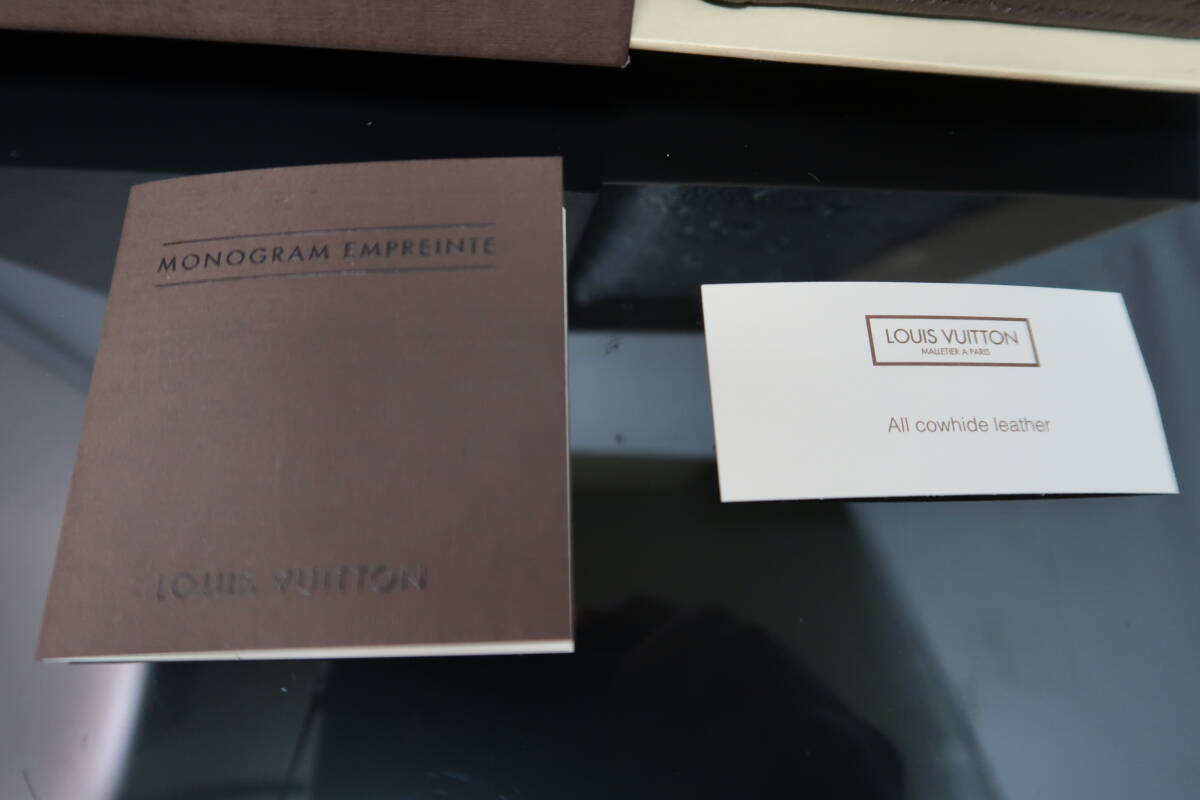 MONOGRAM EMPREINTE
LOUIS VUITTON
LOUIS VUITTON
MALLETIER A PARIS
All cowhide leather